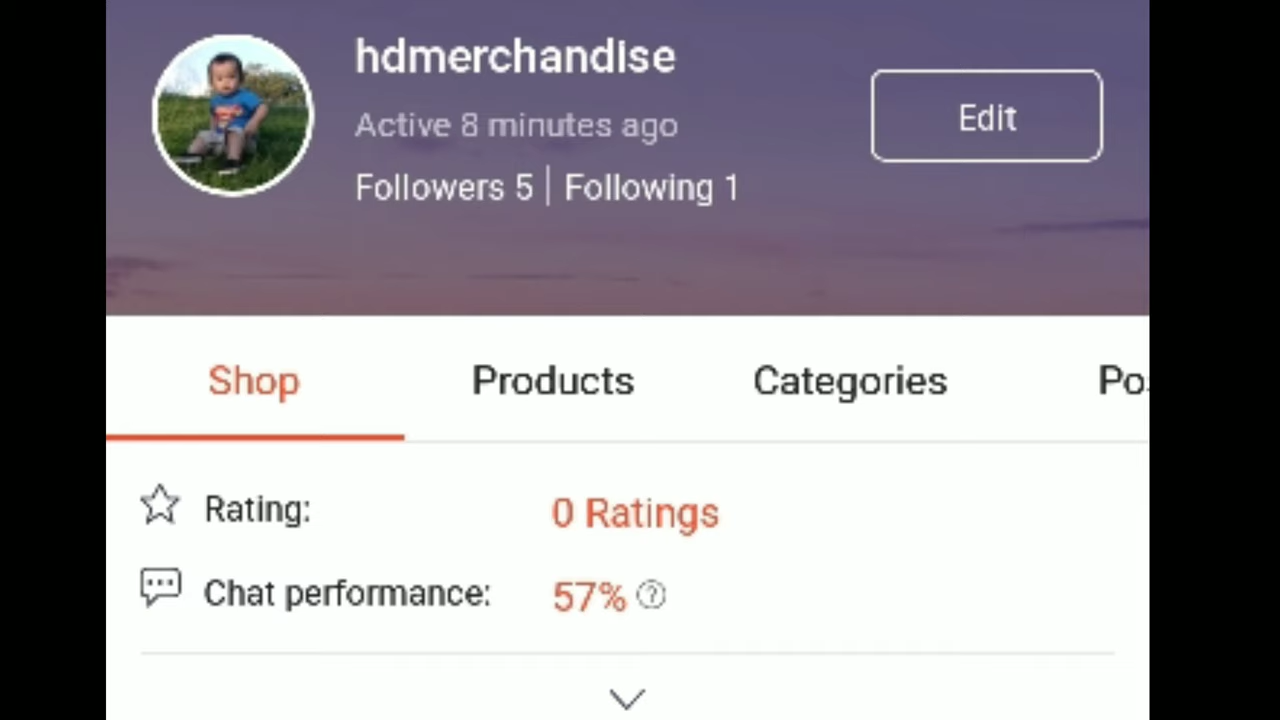 hdmerchandise
Active 8 minutes ago
Followers 5 | Following 1
Edit
Shop
Products
Categories
Po
Rating:
0 Ratings
Chat performance:
57%